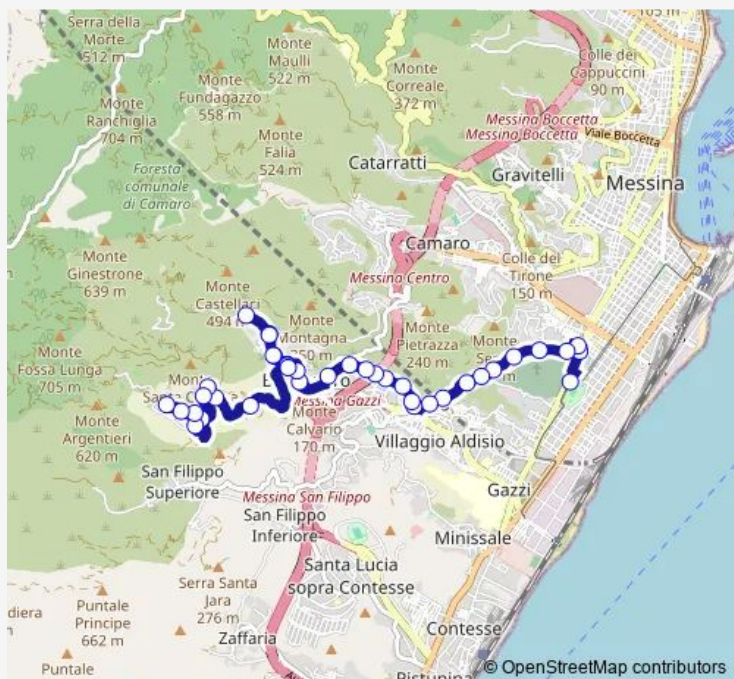 Serra della
Morte
512 m
Monte
Maulli
522 m
Colle dei
Cappuccini
90 m
Monte
Fundagazzo
558 m
Monte
Correale
372 m
Monte
Ranchiglia
704 m
Monte
Falia
524 m
Messina Boccetta
Messina Boccetta
Viale Boccetta
Catarratti
Gravitelli
Messina
Foresta
comunale
di Camaro
Camaro
Monte
Ginestrone
639 m
Messina Centro
Colle del
Tirone
150 m
Monte
Castellaci
494
Monte
Montagna
Monte
Pietrazza
240 m
Monte
Monte
Fossa Lunga
705 m
Messina Gazzi
Monte
Calvario
170 m
Monte
Argentieri
620 m
Villaggio Aldisio
San Filippo
Superiore
Gazzi
Messina San Filippo
San Filippo
Inferiore
Minissale
Santa Lucia
sopra Contesse
Serra Santa
Jara
276 m
Puntale
Principe
662 m
Zaffaria
Contesse
Puntale
© OpenStreetMap contributors